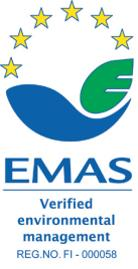 EMAS
Verified
environmental
management
REG.NO. FI - 000058